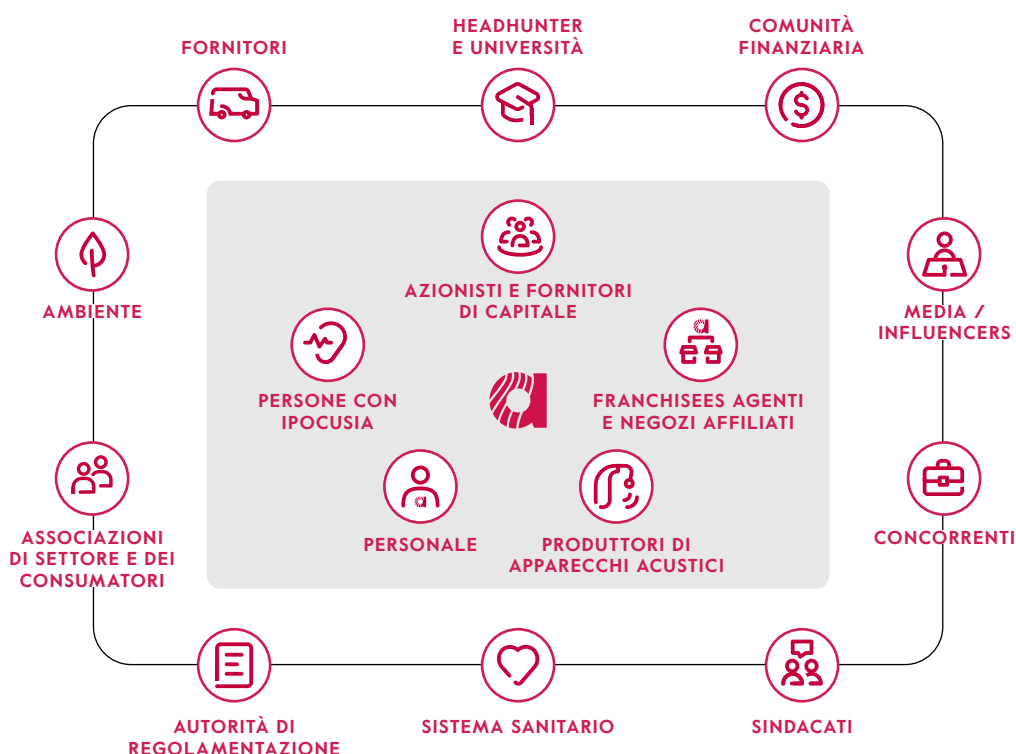 FORNITORI
HEADHUNTER
E UNIVERSITÀ
COMUNITÀ
FINANZIARIA
AMBIENTE
AZIONISTI E FORNITORI
DI CAPITALE
MEDIA /
INFLUENCERS
PERSONE CON
IPOCUSIA
FRANCHISEES AGENTI
E NEGOZI AFFILIATI
ASSOCIAZIONI
DI SETTORE E DEI
CONSUMATORI
PERSONALE
PRODUTTORI DI
APPARECCHI ACUSTICI
CONCORRENTI
AUTORITÀ DI
REGOLAMENTAZIONE
SISTEMA SANITARIO
SINDACATI